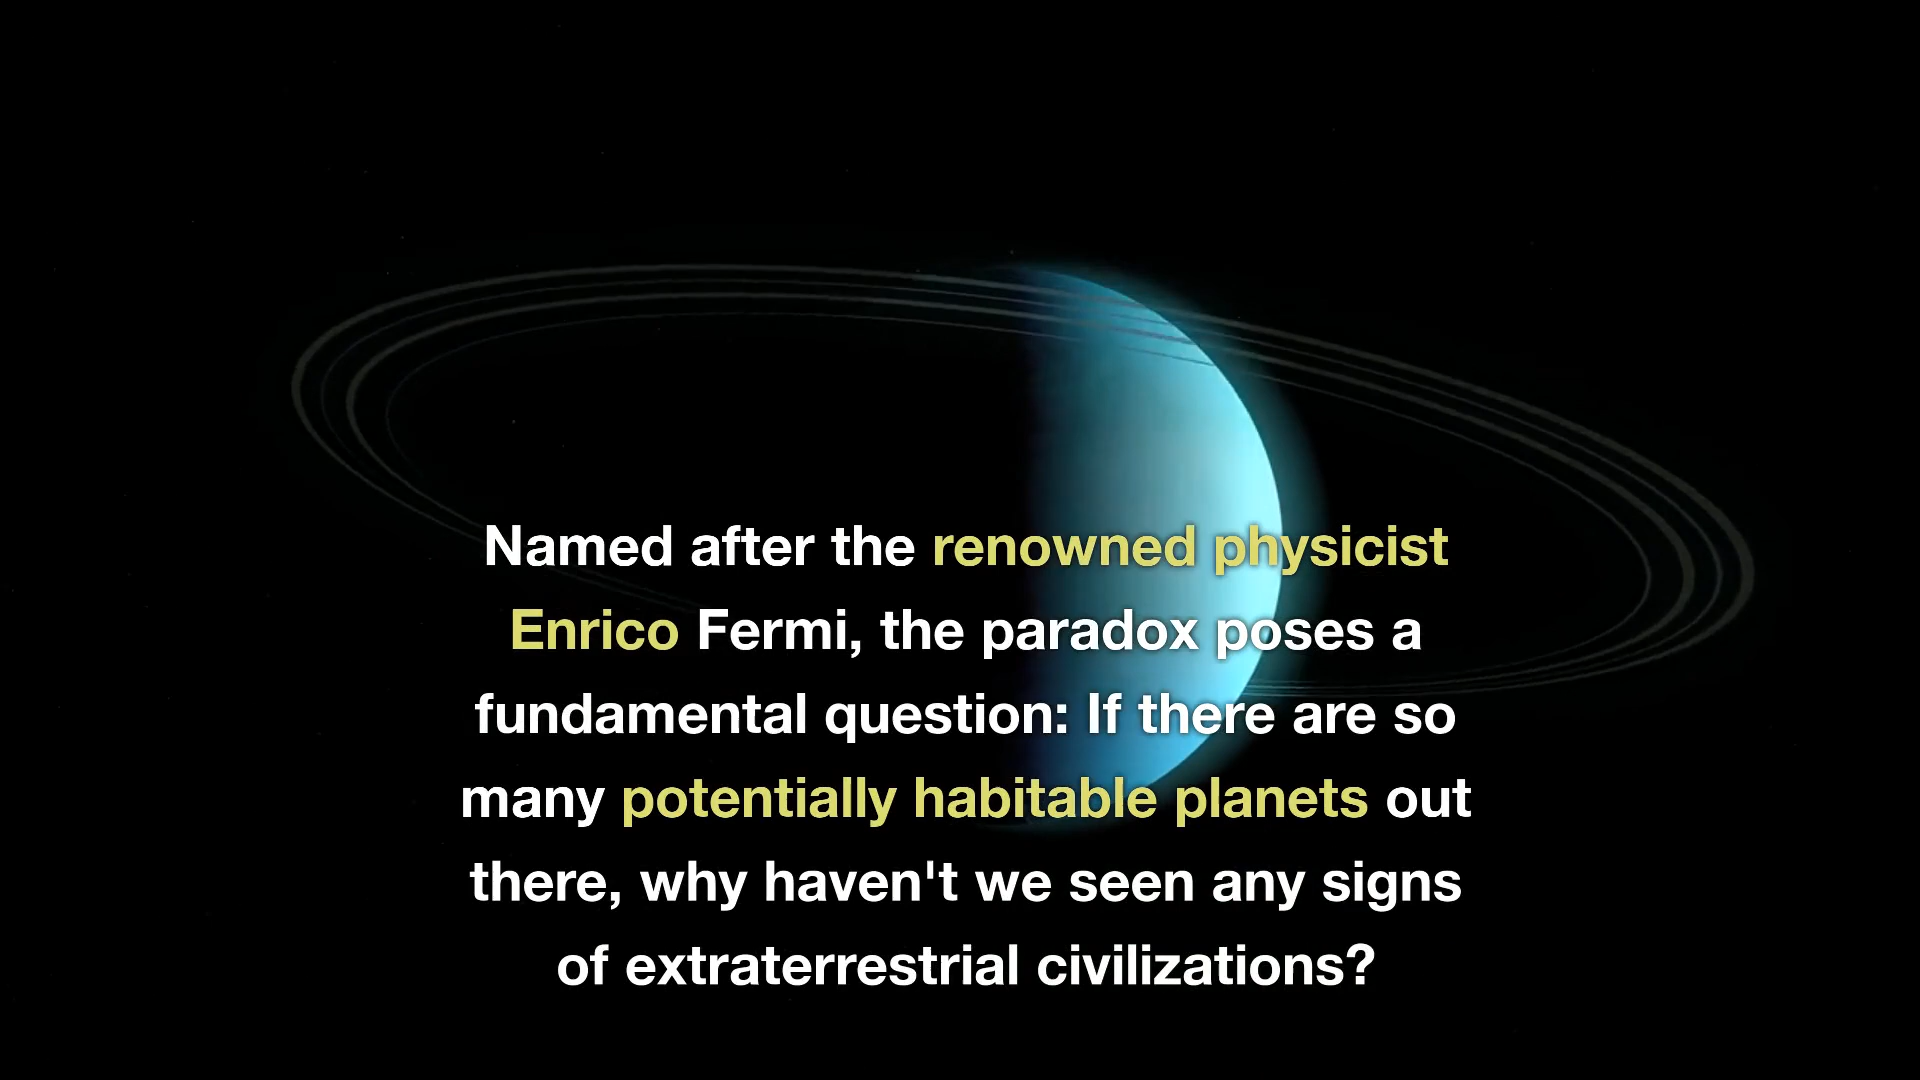 Named after the renowned physicist
Enrico Fermi, the paradox poses a
fundamental question: If there are so
many potentially habitable planets out
there, why haven't we seen any signs
of extraterrestrial civilizations?